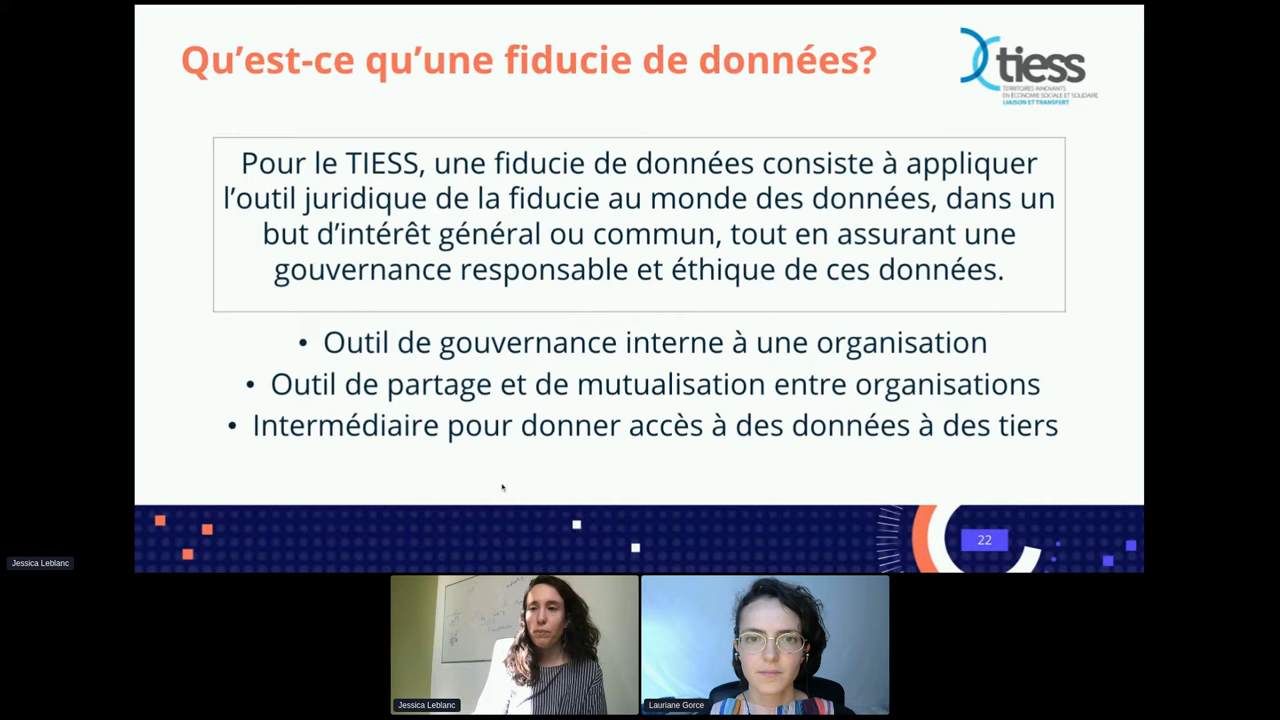 Qu'est-ce qu'une fiducie de données?
tiess
TERRITOIRES INNOVANTS
EN ÉCONOMIE SOCIALE ET SOLIDAIRE
LIAISON ET TRANSFERT
Pour le TIESS, une fiducie de données consiste à appliquer
l'outil juridique de la fiducie au monde des données, dans un
but d'intérêt général ou commun, tout en assurant une
gouvernance responsable et éthique de ces données.
• Outil de gouvernance interne à une organisation
• Outil de partage et de mutualisation entre organisations
• Intermédiaire pour donner accès à des données à des tiers
22
Jessica Leblanc
Jessica Leblanc
Lauriane Gorce